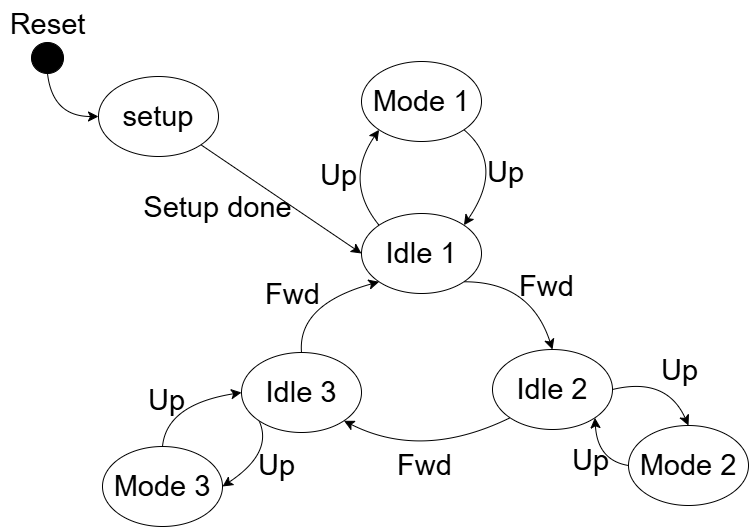 Reset
setup
Mode 1
Up
Up
Setup done
Idle 1
Fwd
Fwd
Idle 3
Idle 2
Up
Up
Up
Fwd
Up
Mode 3
Mode 2